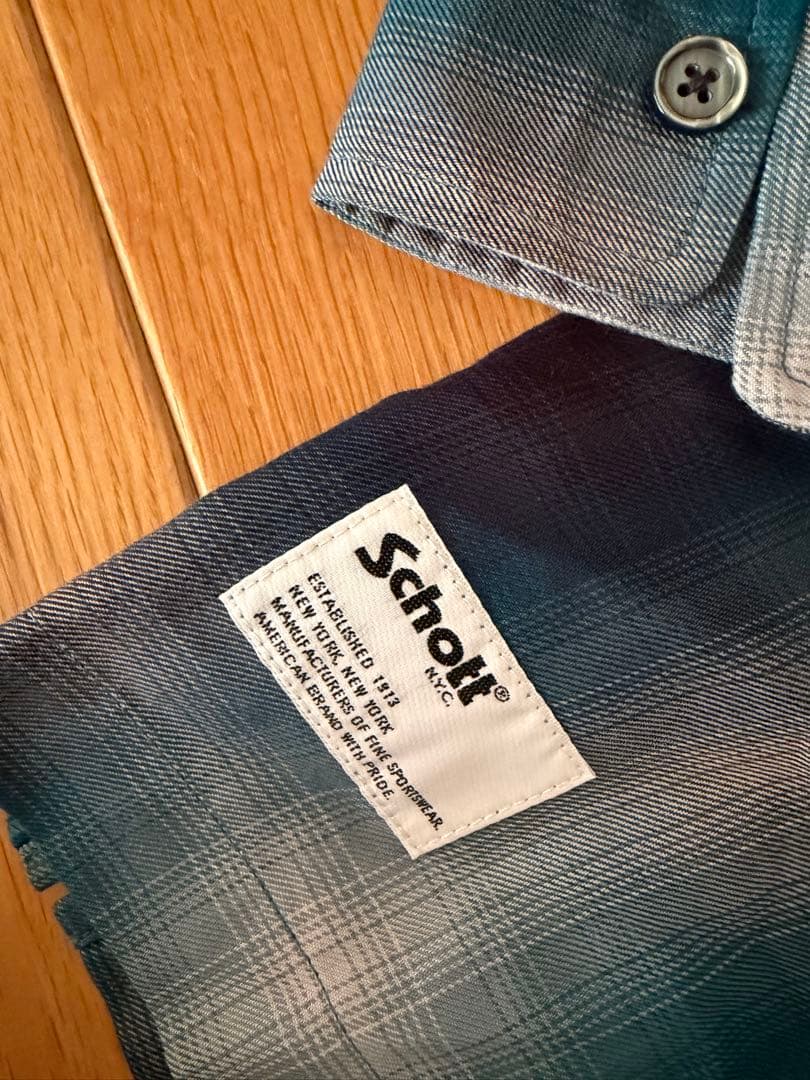 Schott®
N.Y.C.
ESTABLISHED 1913
NEW YORK, NEW YORK
MANUFACTURERS OF FINE SPORTSWEAR.
AMERICAN BRAND WITH PRIDE.